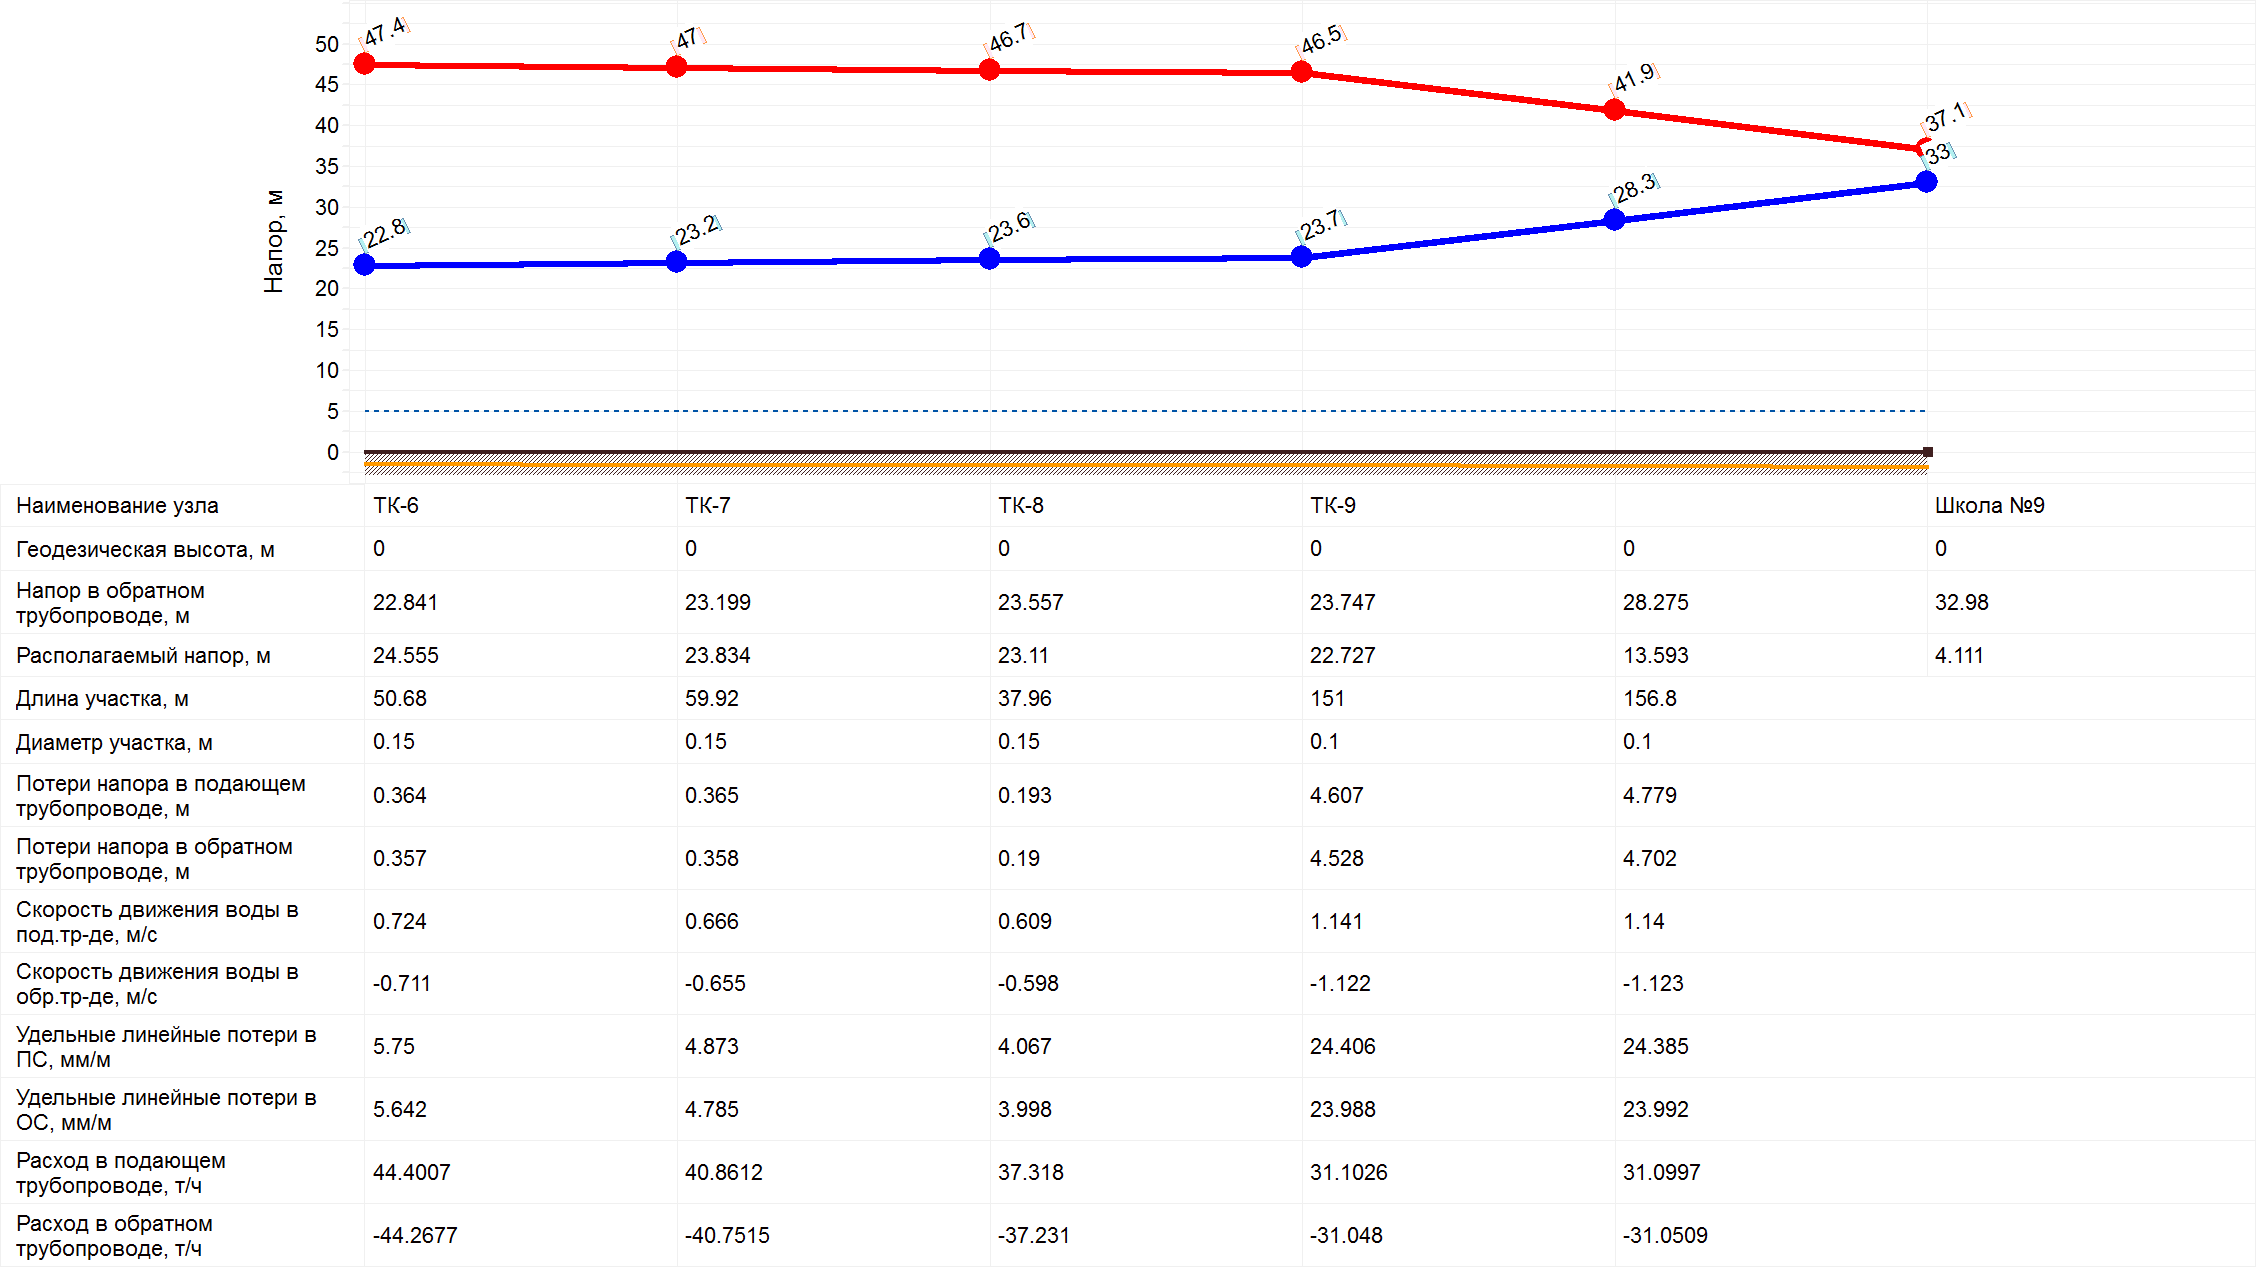 50
45
40
35
30
25
20
15
10
5
0
Напор, м
[47.4]
[47]
[46.7]
[46.5]
[41.9]
[37.1]
[22.8]
[23.2]
[23.6]
[23.7]
[28.3]
[33]
Наименование узла ТК-6 ТК-7 ТК-8 ТК-9 Школа №9
Геодезическая высота, м 0 0 0 0 0 0
Напор в обратном
трубопроводе, м 22.841 23.199 23.557 23.747 28.275 32.98
Располагаемый напор, м 24.555 23.834 23.11 22.727 13.593 4.111
Длина участка, м 50.68 59.92 37.96 151 156.8
Диаметр участка, м 0.15 0.15 0.15 0.1 0.1
Потери напора в подающем
трубопроводе, м 0.364 0.365 0.193 4.607 4.779
Потери напора в обратном
трубопроводе, м 0.357 0.358 0.19 4.528 4.702
Скорость движения воды в
под.тр-де, м/с 0.724 0.666 0.609 1.141 1.14
Скорость движения воды в
обр.тр-де, м/с -0.711 -0.655 -0.598 -1.122 -1.123
Удельные линейные потери в
ПС, мм/м 5.75 4.873 4.067 24.406 24.385
Удельные линейные потери в
ОС, мм/м 5.642 4.785 3.998 23.988 23.992
Расход в подающем
трубопроводе, т/ч 44.4007 40.8612 37.318 31.1026 31.0997
Расход в обратном
трубопроводе, т/ч -44.2677 -40.7515 -37.231 -31.048 -31.0509